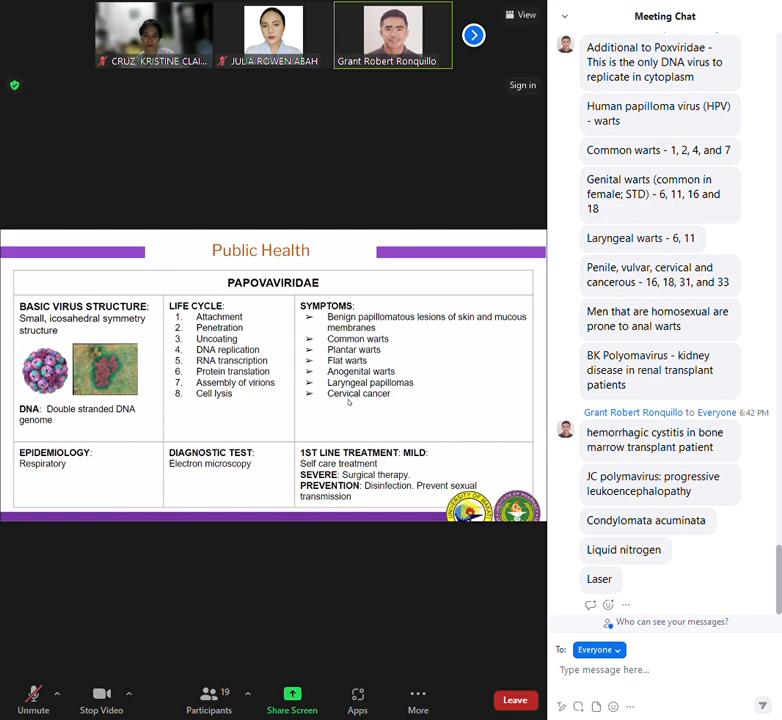 CRUZ, KRISTINE CLAI...
JULIA ROWEN ABAH
Grant Robert Ronquillo
View
Sign in
Public Health
PAPOVAVIRIDAE
BASIC VIRUS STRUCTURE:
Small, icosahedral symmetry
structure
DNA: Double stranded DNA
genome
LIFE CYCLE:
1. Attachment
2. Penetration
3. Uncoating
4. DNA replication
5. RNA transcription
6. Protein translation
7. Assembly of virions
8. Cell lysis
SYMPTOMS:
➢ Benign papillomatous lesions of skin and mucous
membranes
➢ Common warts
➢ Plantar warts
➢ Flat warts
➢ Anogenital warts
➢ Laryngeal papillomas
➢ Cervical cancer
EPIDEMIOLOGY:
Respiratory
DIAGNOSTIC TEST:
Electron microscopy
1ST LINE TREATMENT: MILD:
Self care treatment
SEVERE: Surgical therapy.
PREVENTION: Disinfection. Prevent sexual
transmission
Unmute
Stop Video
19
Participants
Share Screen
Apps
More
Leave
Meeting Chat
Additional to Poxviridae -
This is the only DNA virus to
replicate in cytoplasm
Human papilloma virus (HPV)
- warts
Common warts - 1, 2, 4, and 7
Genital warts (common in
female; STD) - 6, 11, 16 and
18
Laryngeal warts - 6, 11
Penile, vulvar, cervical and
cancerous - 16, 18, 31, and 33
Men that are homosexual are
prone to anal warts
BK Polyomavirus - kidney
disease in renal transplant
patients
Grant Robert Ronquillo to Everyone 6:42 PM
hemorrhagic cystitis in bone
marrow transplant patient
JC polymavirus: progressive
leukoencephalopathy
Condylomata acuminata
Liquid nitrogen
Laser
Who can see your messages?
To: Everyone
Type message here...